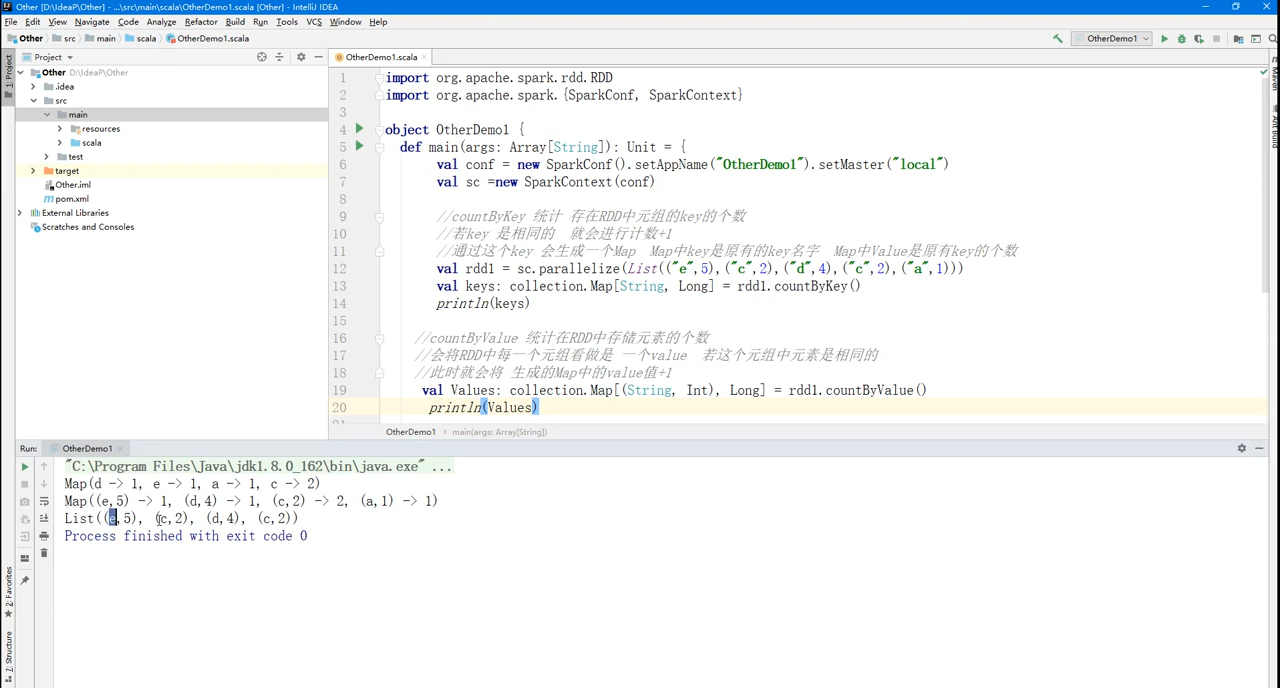 Other [D:\IdeaP\Other] - ...\src\main\scala\OtherDemo1.scala [Other] - IntelliJ IDEA
File Edit View Navigate Code Analyze Refactor Build Run Tools VCS Window Help
Other src main scala OtherDemo1.scala OtherDemo1
Project OtherDemo1.scala
Other D:\IdeaP\Other
.idea
src
main
resources
scala
test
target
Other.iml
pom.xml
External Libraries
Scratches and Consoles
1: Project
Maven
1 import org.apache.spark.rdd.RDD
2 import org.apache.spark.{SparkConf, SparkContext}
3
4 object OtherDemo1 {
5 def main(args: Array[String]): Unit = {
6 val conf = new SparkConf().setAppName("OtherDemo1").setMaster("local")
7 val sc =new SparkContext(conf)
8
9 //countByKey 统计 存在RDD中元组的key的个数
10 //若key 是相同的 就会进行计数+1
11 //通过这个key 会生成一个Map Map中key是原有的key名字 Map中Value是原有key的个数
12 val rdd1 = sc.parallelize(List(("e",5),("c",2),("d",4),("c",2),("a",1)))
13 val keys: collection.Map[String, Long] = rdd1.countByKey()
14 println(keys)
15
16 //countByValue 统计在RDD中存储元素的个数
17 //会将RDD中每一个元组看做是 一个value 若这个元组中元素是相同的
18 //此时就会将 生成的Map中的value值+1
19 val Values: collection.Map[(String, Int), Long] = rdd1.countByValue()
20 println(Values)
OtherDemo1 main(args: Array[String])
Run: OtherDemo1
"C:\Program Files\Java\jdk1.8.0_162\bin\java.exe" ...
Map(d -> 1, e -> 1, a -> 1, c -> 2)
Map((e,5) -> 1, (d,4) -> 1, (c,2) -> 2, (a,1) -> 1)
List((e,5), (c,2), (d,4), (c,2))
Process finished with exit code 0
2: Favorites
7: Structure